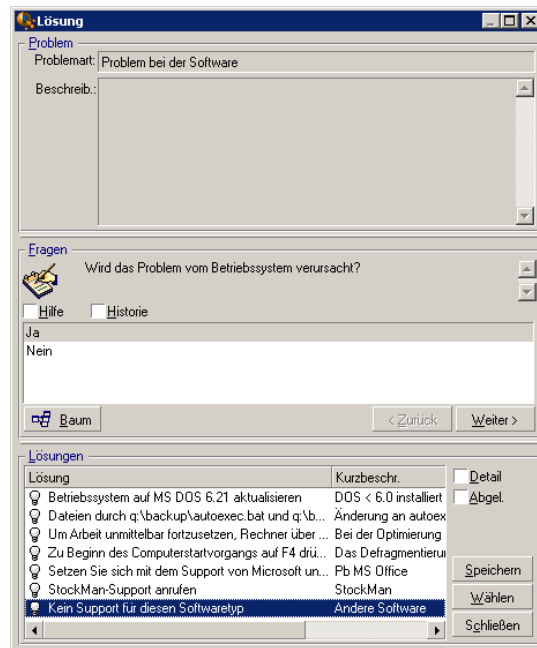 Lösung
Problem
Problemart: Problem bei der Software
Beschreib.:
Fragen
Wird das Problem vom Betriebssystem verursacht?
Hilfe Historie
Ja
Nein
Baum < Zurück Weiter >
Lösungen
Lösung Kurzbeschr. Detail
Betriebssystem auf MS DOS 6.21 aktualisieren DOS < 6.0 installiert Abgel.
Dateien durch q:\backup\autoexec.bat und q:\b... Änderung an autoex
Um Arbeit unmittelbar fortzusetzen, Rechner über ... Bei der Optimierung
Zu Beginn des Computerstartvorgangs auf F4 drü... Das Defragmentieru
Setzen Sie sich mit dem Support von Microsoft un... Pb MS Office Speichern
StockMan-Support anrufen StockMan Wählen
Kein Support für diesen Softwaretyp Andere Software
Schließen